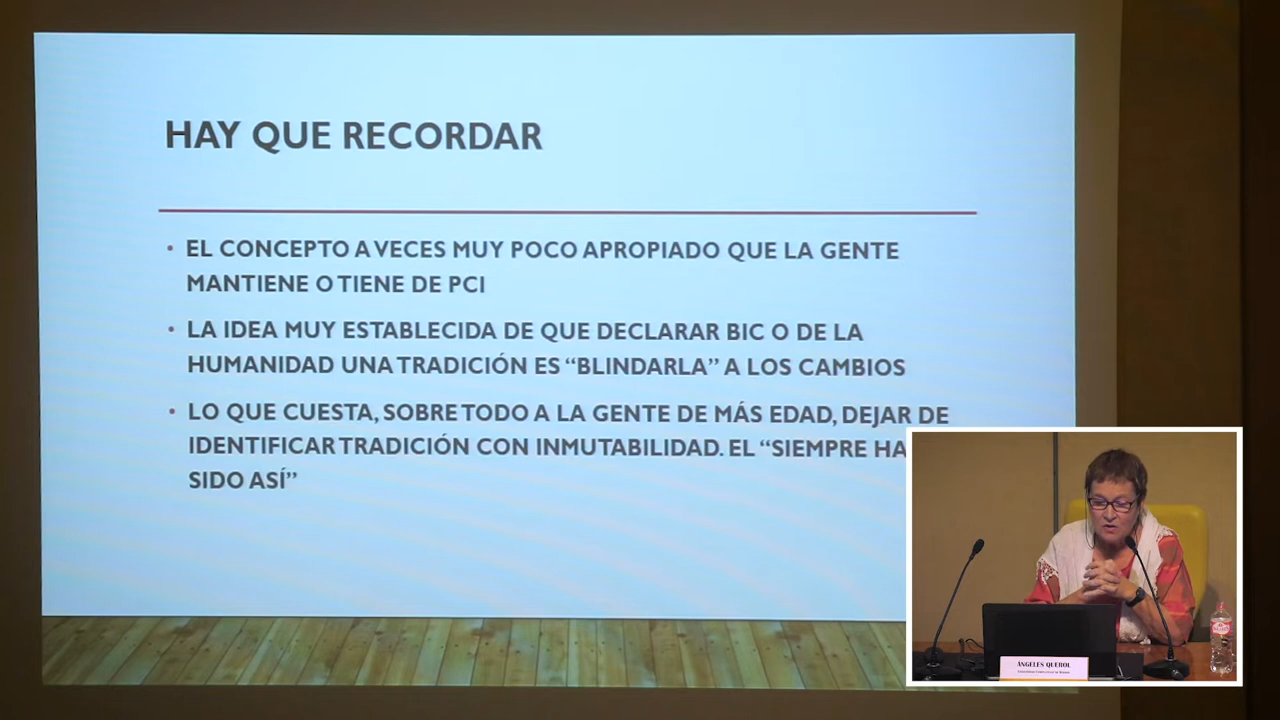 HAY QUE RECORDAR
• EL CONCEPTO A VECES MUY POCO APROPIADO QUE LA GENTE
MANTIENE O TIENE DE PCI
• LA IDEA MUY ESTABLECIDA DE QUE DECLARAR BIC O DE LA
HUMANIDAD UNA TRADICIÓN ES “BLINDARLA” A LOS CAMBIOS
• LO QUE CUESTA, SOBRE TODO A LA GENTE DE MÁS EDAD, DEJAR DE
IDENTIFICAR TRADICIÓN CON INMUTABILIDAD. EL “SIEMPRE HA
SIDO ASÍ”
ÁNGELES QUEROL